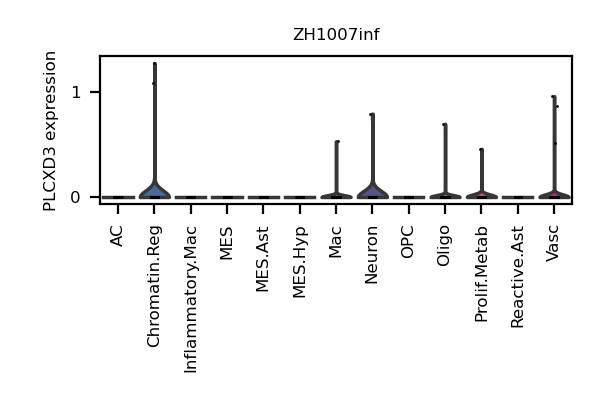 ZH1007inf
PLCXD3 expression
1
0
AC
Chromatin.Reg
Inflammatory.Mac
MES
MES.Ast
MES.Hyp
Mac
Neuron
OPC
Oligo
Prolif.Metab
Reactive.Ast
Vasc